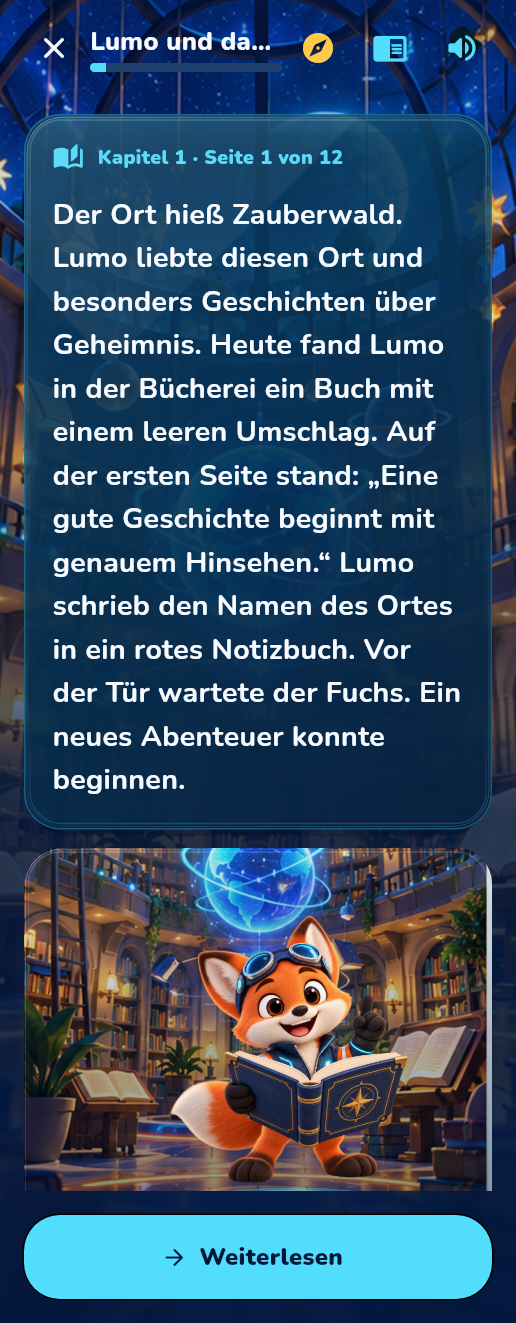 Lumo und da...
Kapitel 1 · Seite 1 von 12
Der Ort hieß Zauberwald.
Lumo liebte diesen Ort und
besonders Geschichten über
Geheimnis. Heute fand Lumo
in der Bücherei ein Buch mit
einem leeren Umschlag. Auf
der ersten Seite stand: „Eine
gute Geschichte beginnt mit
genauem Hinsehen.“ Lumo
schrieb den Namen des Ortes
in ein rotes Notizbuch. Vor
der Tür wartete der Fuchs. Ein
neues Abenteuer konnte
beginnen.
Weiterlesen